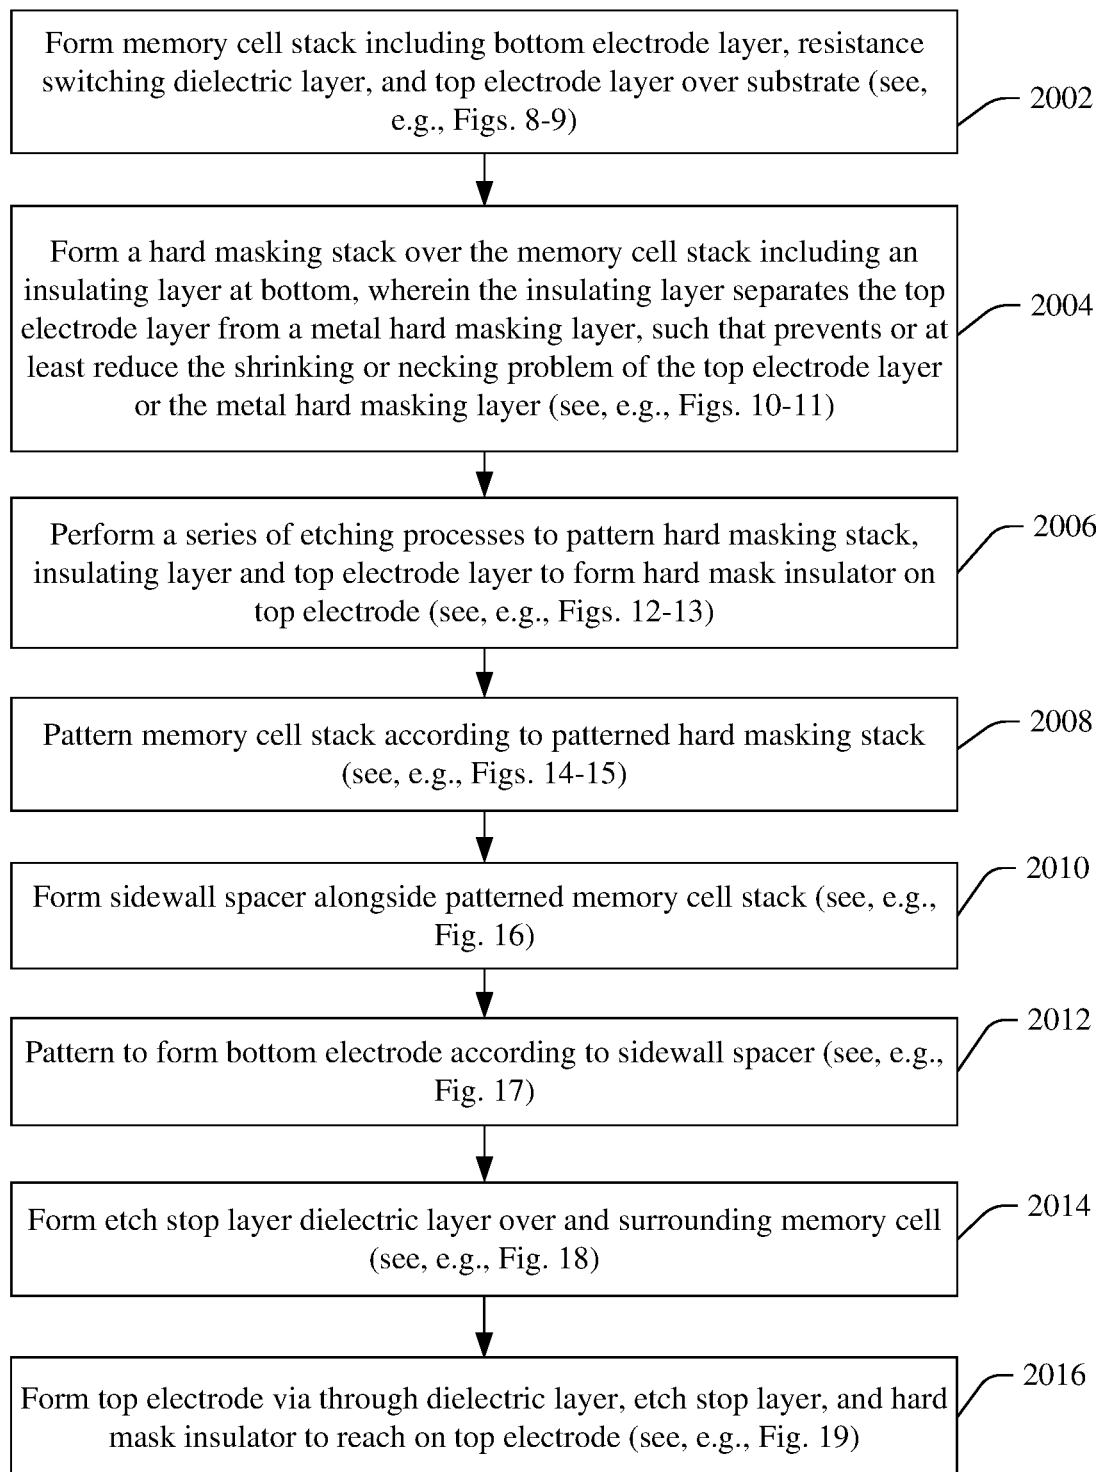 Form memory cell stack including bottom electrode layer, resistance
switching dielectric layer, and top electrode layer over substrate (see,
e.g., Figs. 8-9)
2002
Form a hard masking stack over the memory cell stack including an
insulating layer at bottom, wherein the insulating layer separates the top
electrode layer from a metal hard masking layer, such that prevents or at
least reduce the shrinking or necking problem of the top electrode layer
or the metal hard masking layer (see, e.g., Figs. 10-11)
2004
Perform a series of etching processes to pattern hard masking stack,
insulating layer and top electrode layer to form hard mask insulator on
top electrode (see, e.g., Figs. 12-13)
2006
Pattern memory cell stack according to patterned hard masking stack
(see, e.g., Figs. 14-15)
2008
Form sidewall spacer alongside patterned memory cell stack (see, e.g.,
Fig. 16)
2010
Pattern to form bottom electrode according to sidewall spacer (see, e.g.,
Fig. 17)
2012
Form etch stop layer dielectric layer over and surrounding memory cell
(see, e.g., Fig. 18)
2014
Form top electrode via through dielectric layer, etch stop layer, and hard
mask insulator to reach on top electrode (see, e.g., Fig. 19)
2016